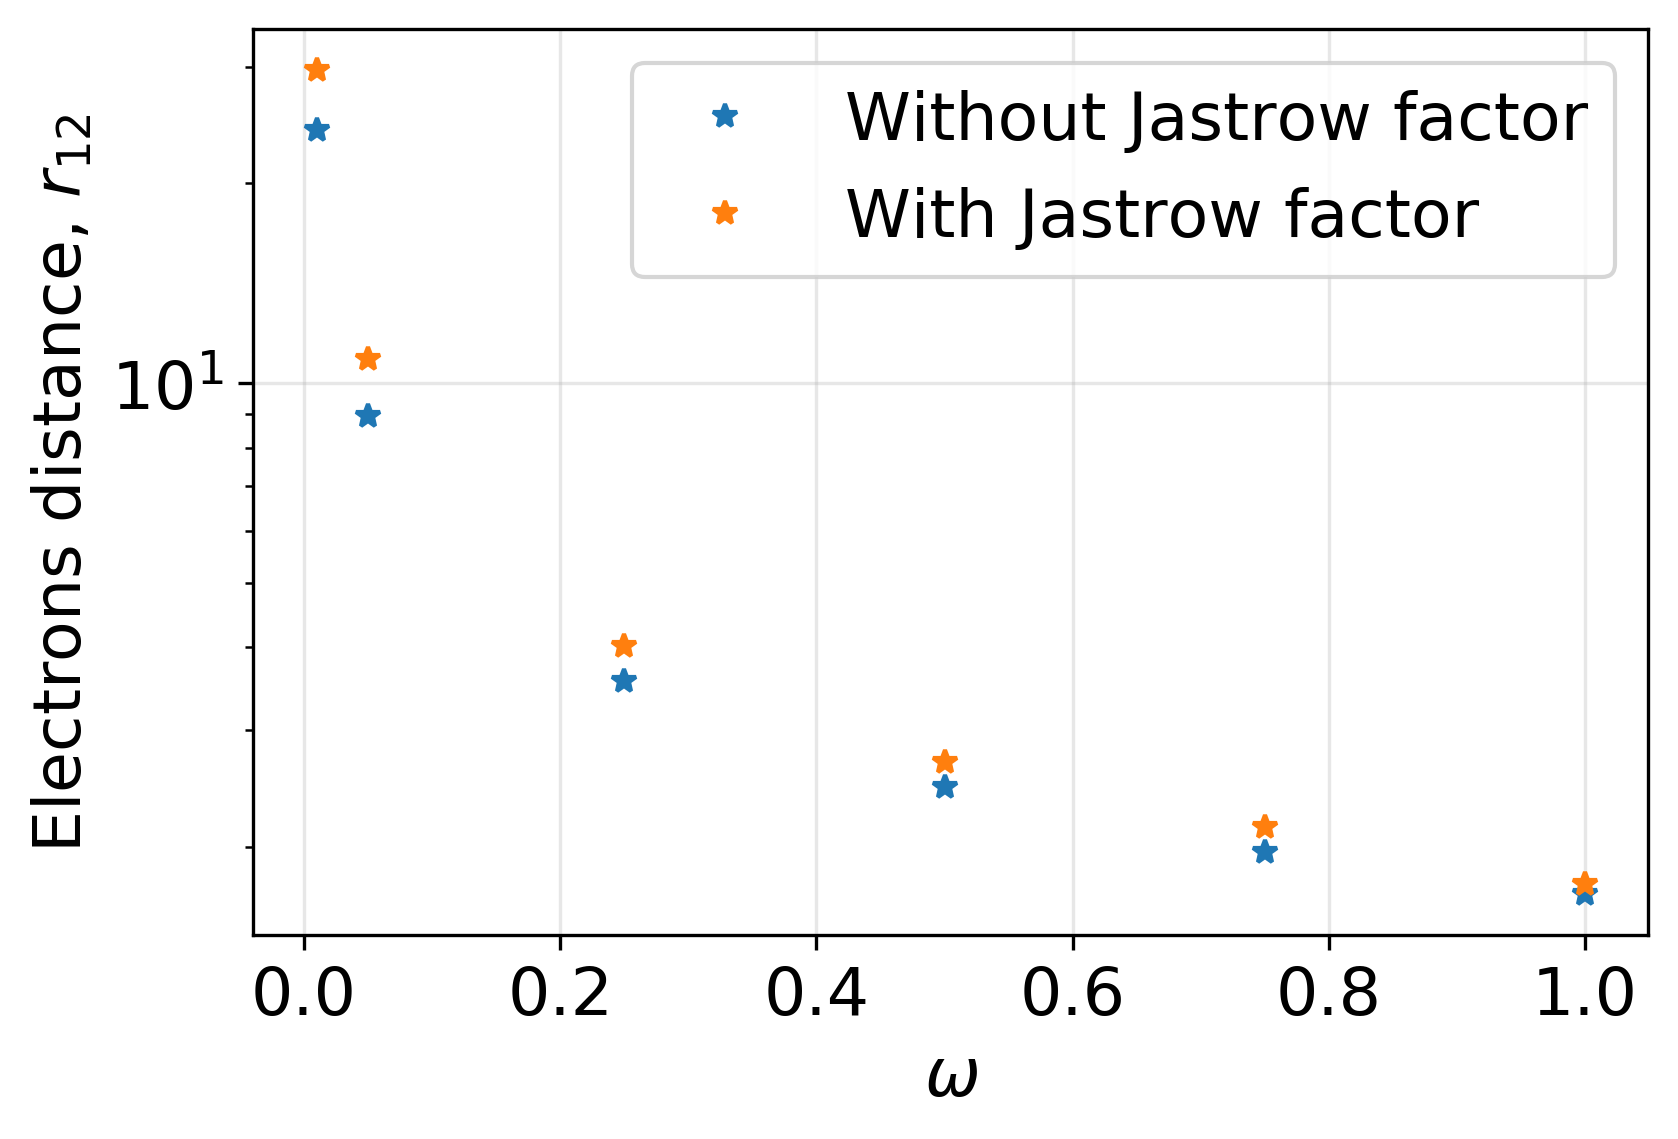 Without Jastrow factor
With Jastrow factor
Electrons distance, r₁₂
10¹
0.0 0.2 0.4 0.6 0.8 1.0
ω